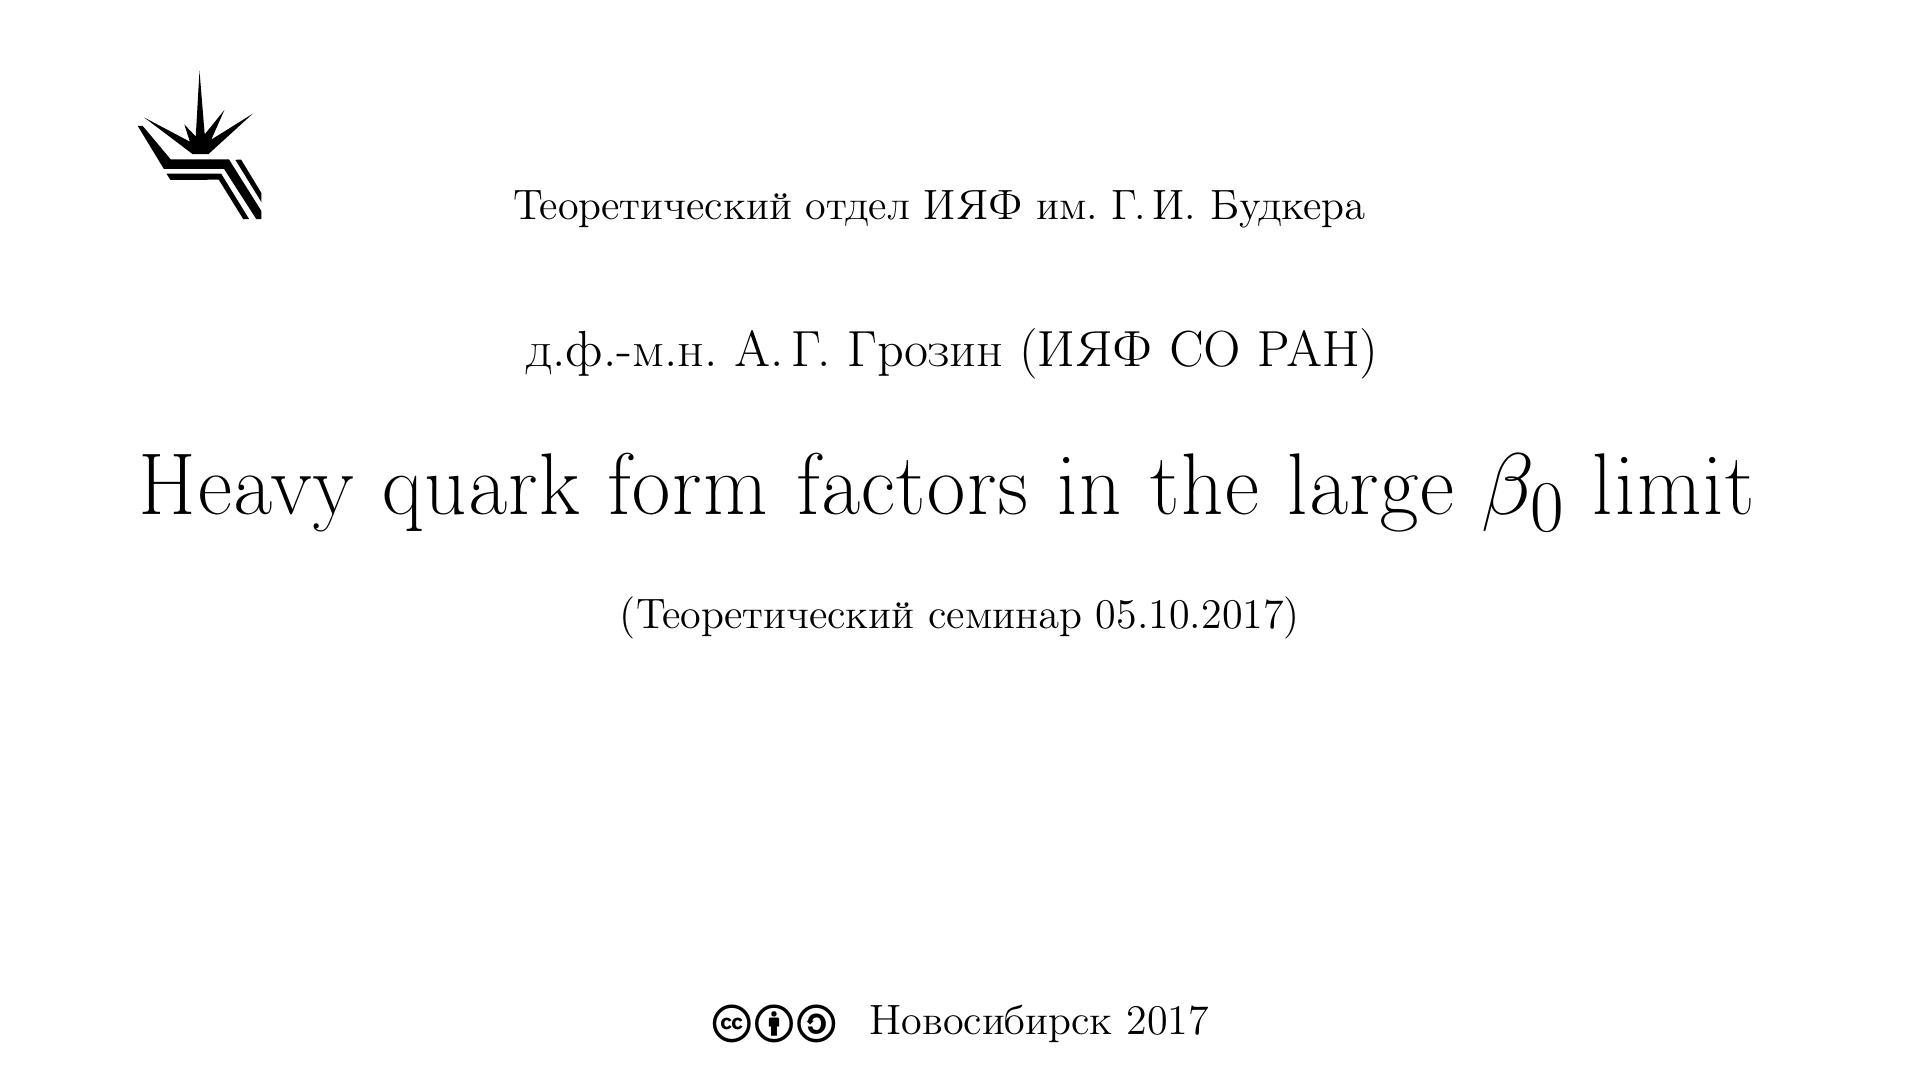 Теоретический отдел ИЯФ им. Г. И. Будкера
д.ф.-м.н. А. Г. Грозин (ИЯФ СО РАН)
Heavy quark form factors in the large β₀ limit
(Теоретический семинар 05.10.2017)
cc Новосибирск 2017